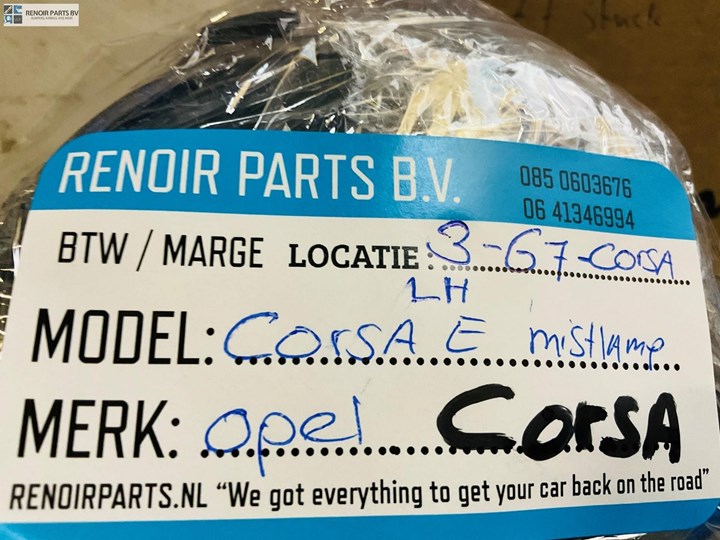 RENOIR PARTS BV
RENOIR PARTS B.V.
085 0603676
06 41346994
BTW / MARGE LOCATIE: 3-67-CorsA
LH
MODEL: CorsA E mistlamp
MERK: opel CorsA
RENOIRPARTS.NL “We got everything to get your car back on the road”